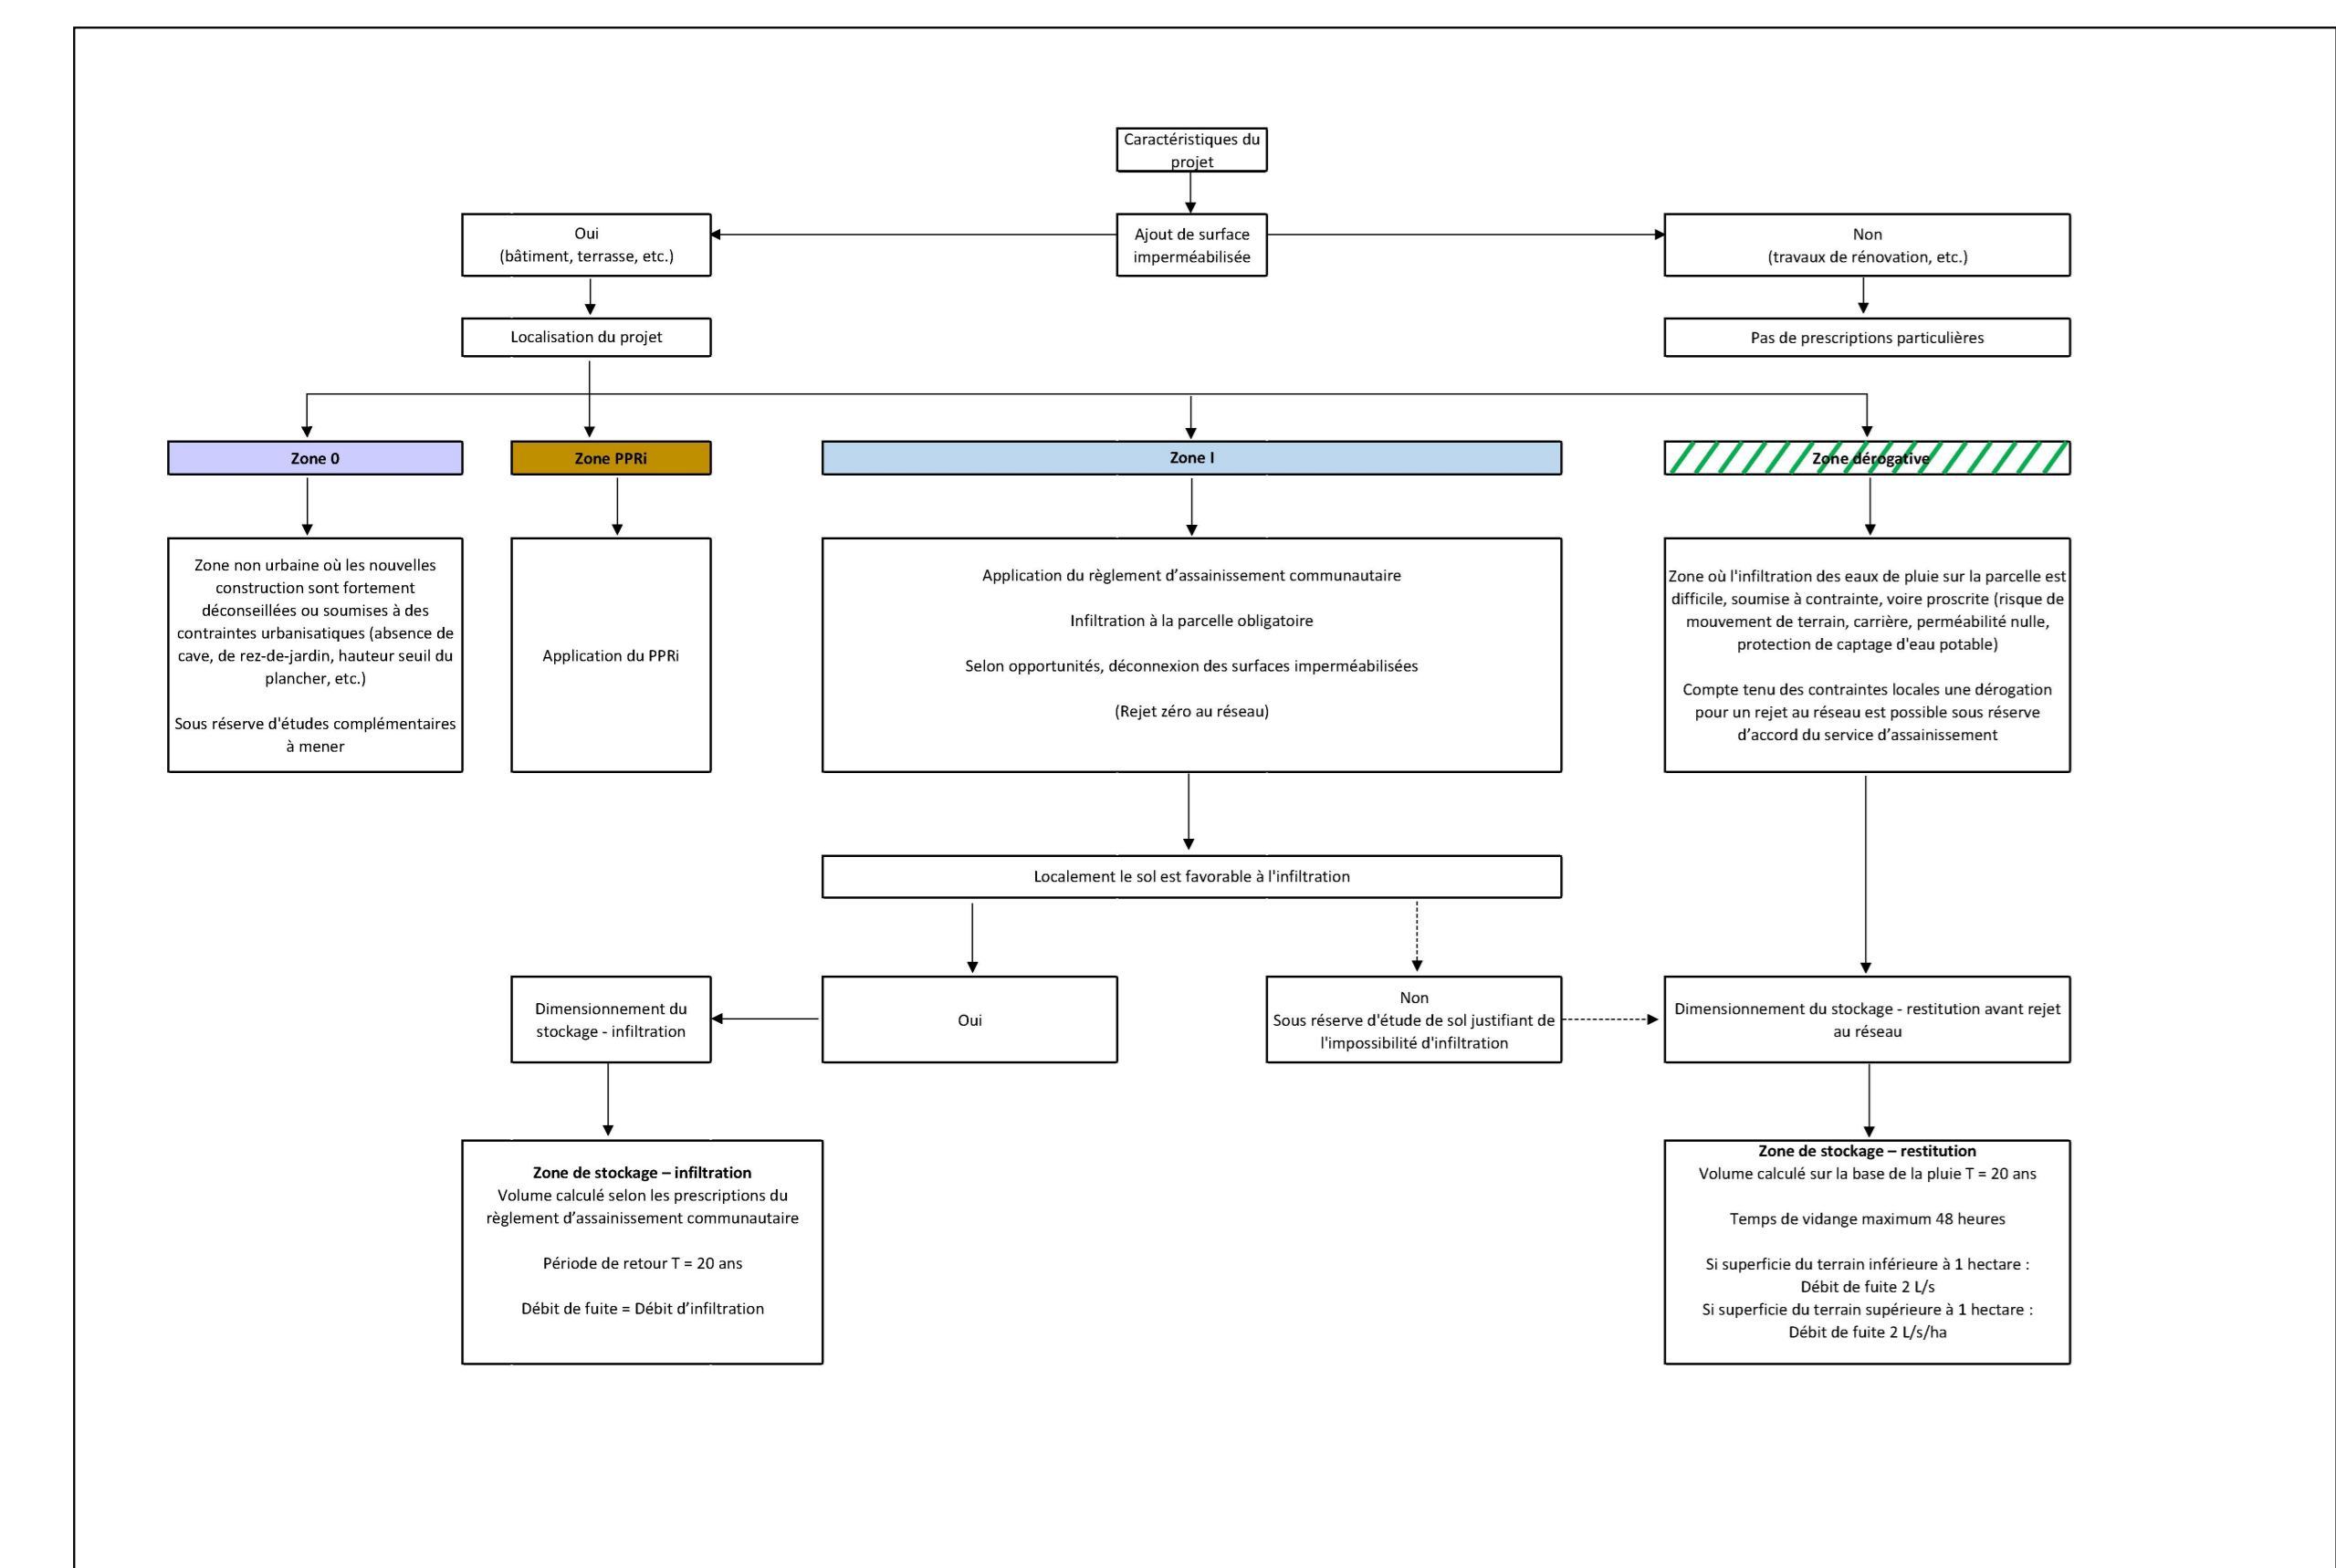 Caractéristiques du
projet
Oui
(bâtiment, terrasse, etc.)
Ajout de surface
imperméabilisée
Non
(travaux de rénovation, etc.)
Localisation du projet
Pas de prescriptions particulières
Zone 0
Zone PPRi
Zone I
Zone dérogative
Zone non urbaine où les nouvelles
construction sont fortement
déconseillées ou soumises à des
contraintes urbanisatiques (absence de
cave, de rez-de-jardin, hauteur seuil du
plancher, etc.)
Sous réserve d'études complémentaires
à mener
Application du PPRi
Application du règlement d’assainissement communautaire
Infiltration à la parcelle obligatoire
Selon opportunités, déconnexion des surfaces imperméabilisées
(Rejet zéro au réseau)
Zone où l'infiltration des eaux de pluie sur la parcelle est
difficile, soumise à contrainte, voire proscrite (risque de
mouvement de terrain, carrière, perméabilité nulle,
protection de captage d'eau potable)
Compte tenu des contraintes locales une dérogation
pour un rejet au réseau est possible sous réserve
d’accord du service d’assainissement
Localement le sol est favorable à l'infiltration
Dimensionnement du
stockage - infiltration
Oui
Non
Sous réserve d'étude de sol justifiant de
l'impossibilité d'infiltration
Dimensionnement du stockage - restitution avant rejet
au réseau
Zone de stockage – infiltration
Volume calculé selon les prescriptions du
règlement d’assainissement communautaire
Période de retour T = 20 ans
Débit de fuite = Débit d’infiltration
Zone de stockage – restitution
Volume calculé sur la base de la pluie T = 20 ans
Temps de vidange maximum 48 heures
Si superficie du terrain inférieure à 1 hectare :
Débit de fuite 2 L/s
Si superficie du terrain supérieure à 1 hectare :
Débit de fuite 2 L/s/ha